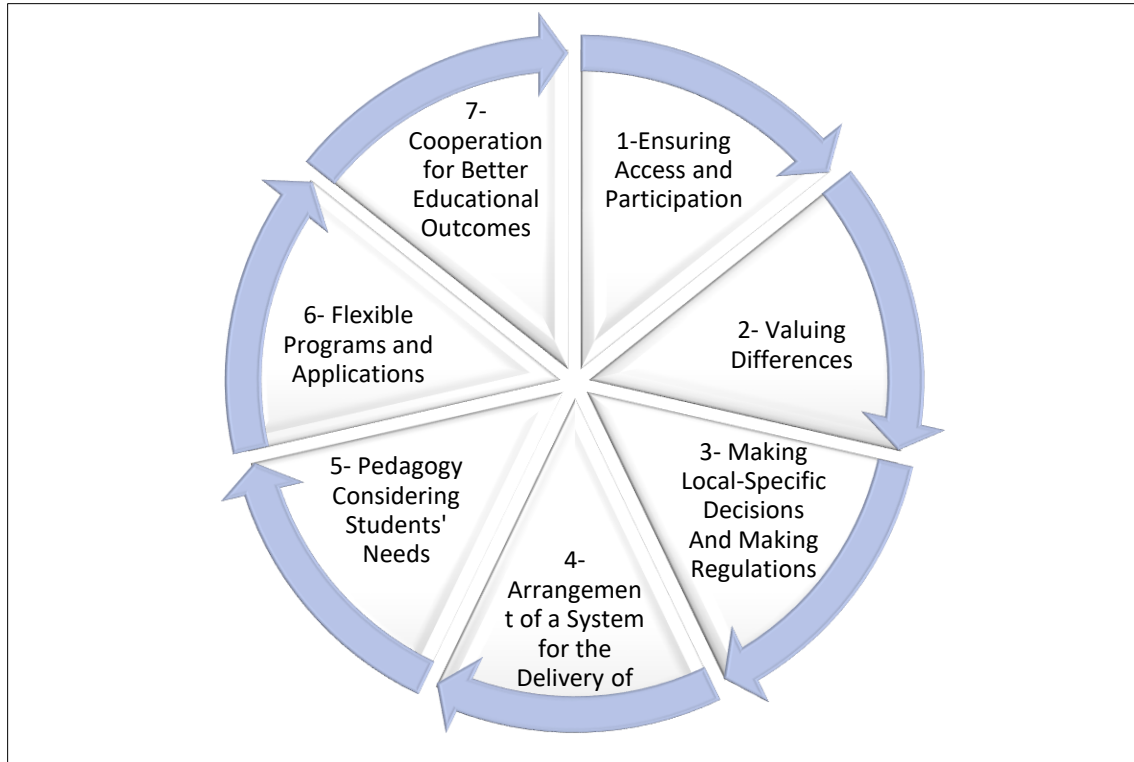 1-Ensuring
Access and
Participation
2- Valuing
Differences
3- Making
Local-Specific
Decisions
And Making
Regulations
4-
Arrangemen
t of a System
for the
Delivery of
5- Pedagogy
Considering
Students'
Needs
6- Flexible
Programs and
Applications
7-
Cooperation
for Better
Educational
Outcomes